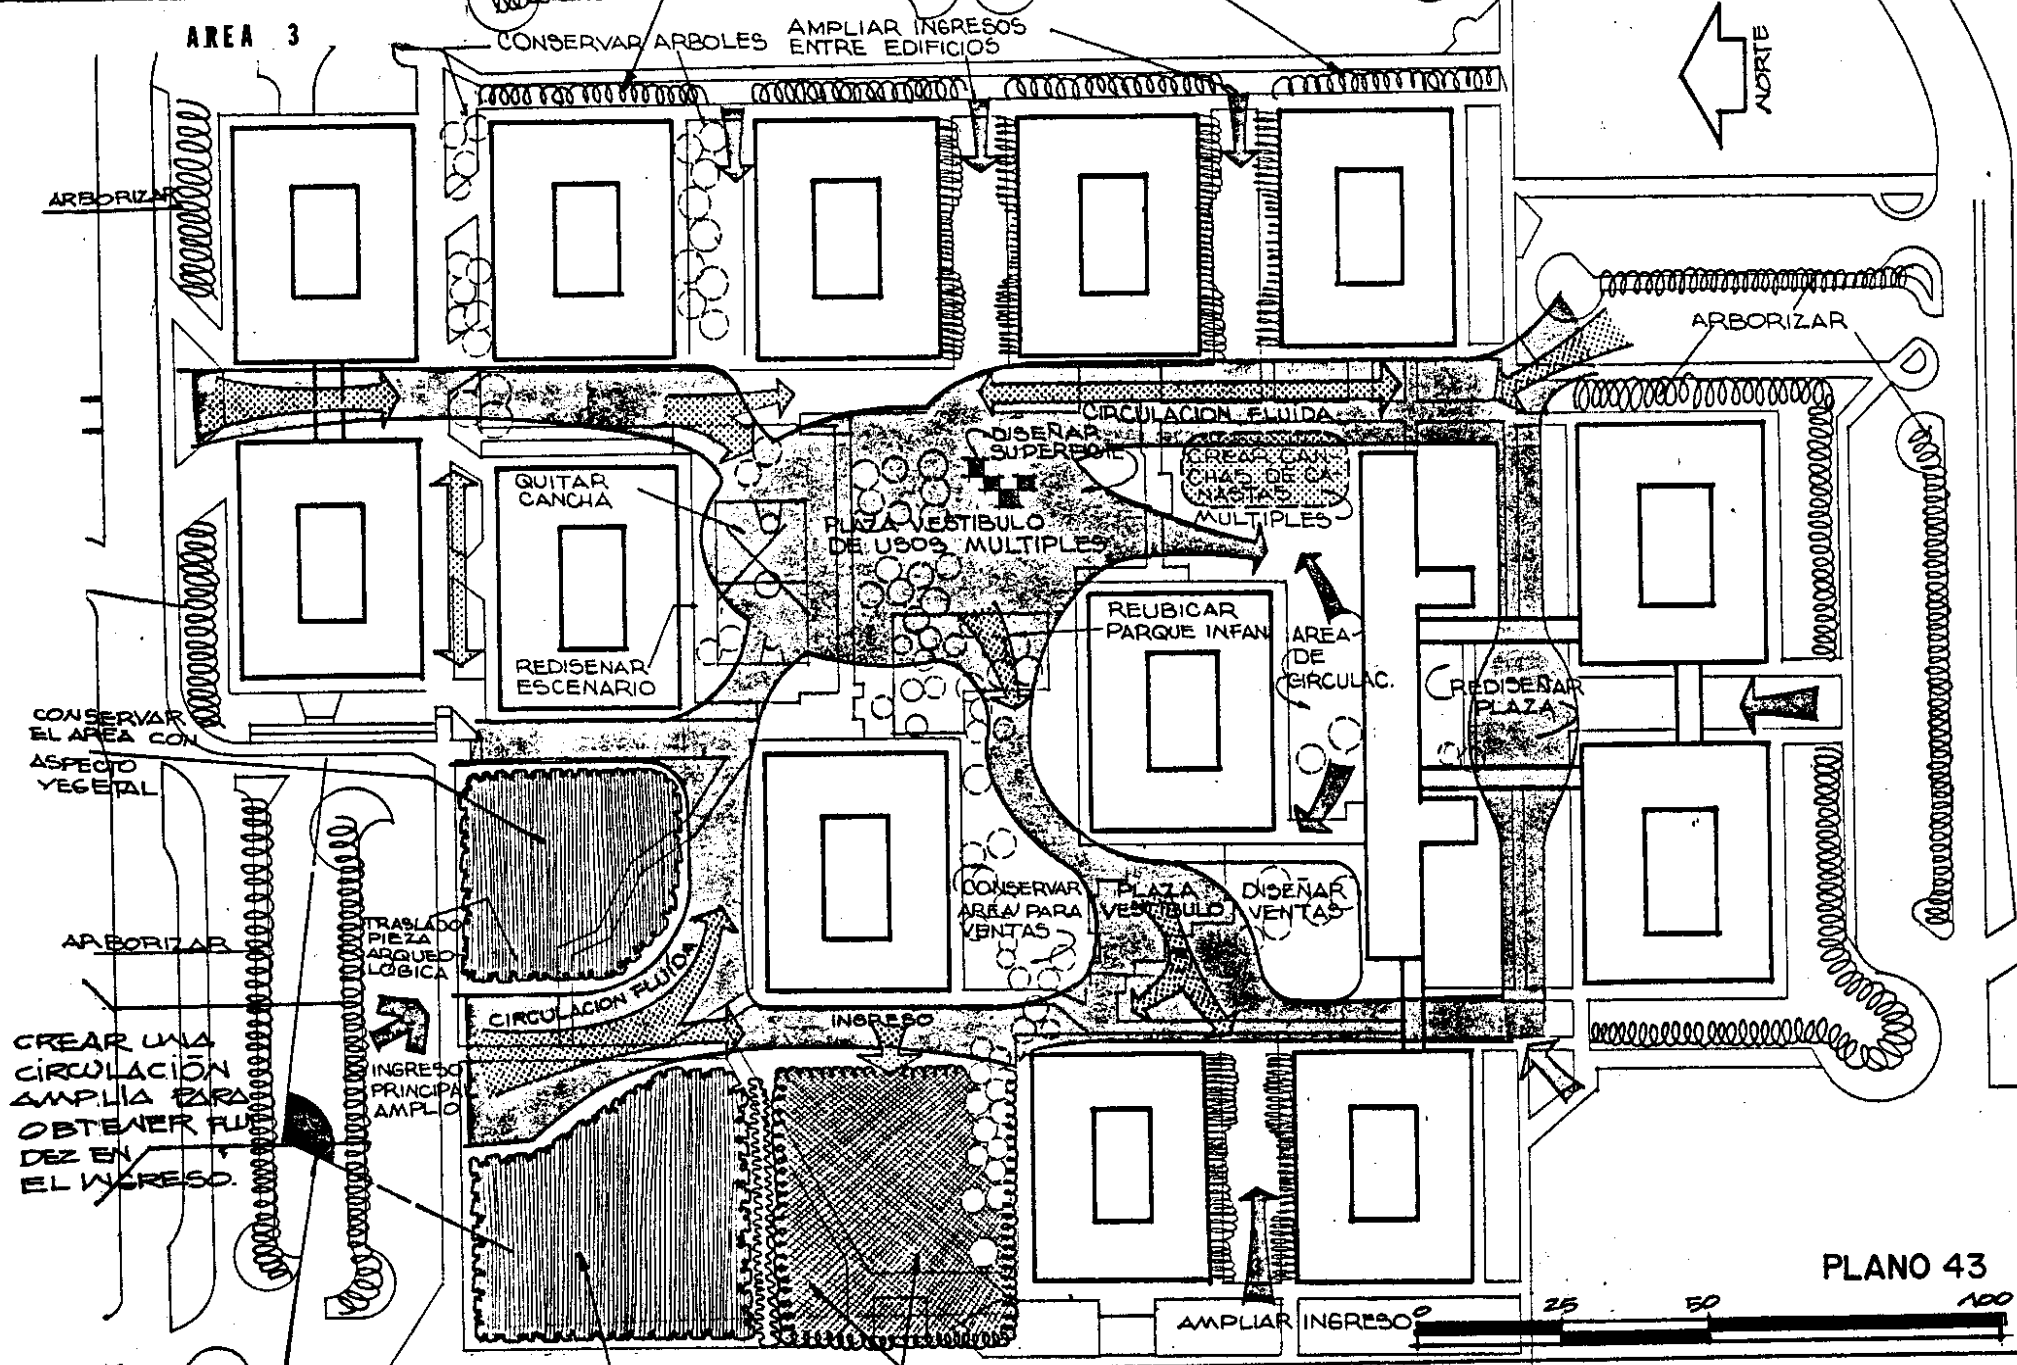 AREA 3
CONSERVAR ARBOLES
AMPLIAR INGRESOS
ENTRE EDIFICIOS
NORTE
ARBORIZAR
ARBORIZAR
CIRCULACION FLUIDA
DISEÑAR
SUPERFICIE
CREAR CAN-
CHAS DE CA-
NASTAS
MULTIPLES
QUITAR
CANCHA
PLAZA VESTIBULO
DE USOS MULTIPLES
REUBICAR
PARQUE INFAN
AREA
DE
CIRCULAC.
REDISEÑAR
ESCENARIO
REDISEÑAR
PLAZA
CONSERVAR
EL AREA CON
ASPECTO
VEGETAL
CONSERVAR
AREA PARA
VENTAS
PLAZA
VESTIBULO
DISEÑAR
VENTAS
TRASLADO
PIEZA
ARQUEO-
LOGICA
ARBORIZAR
CIRCULACION FLUIDA
INGRESO
CREAR UNA
CIRCULACIÓN
AMPLIA PARA
OBTENER FLUI
DEZ EN
EL INGRESO.
INGRESO
PRINCIPAL
AMPLIO
PLANO 43
AMPLIAR INGRESO
0 25 50 100